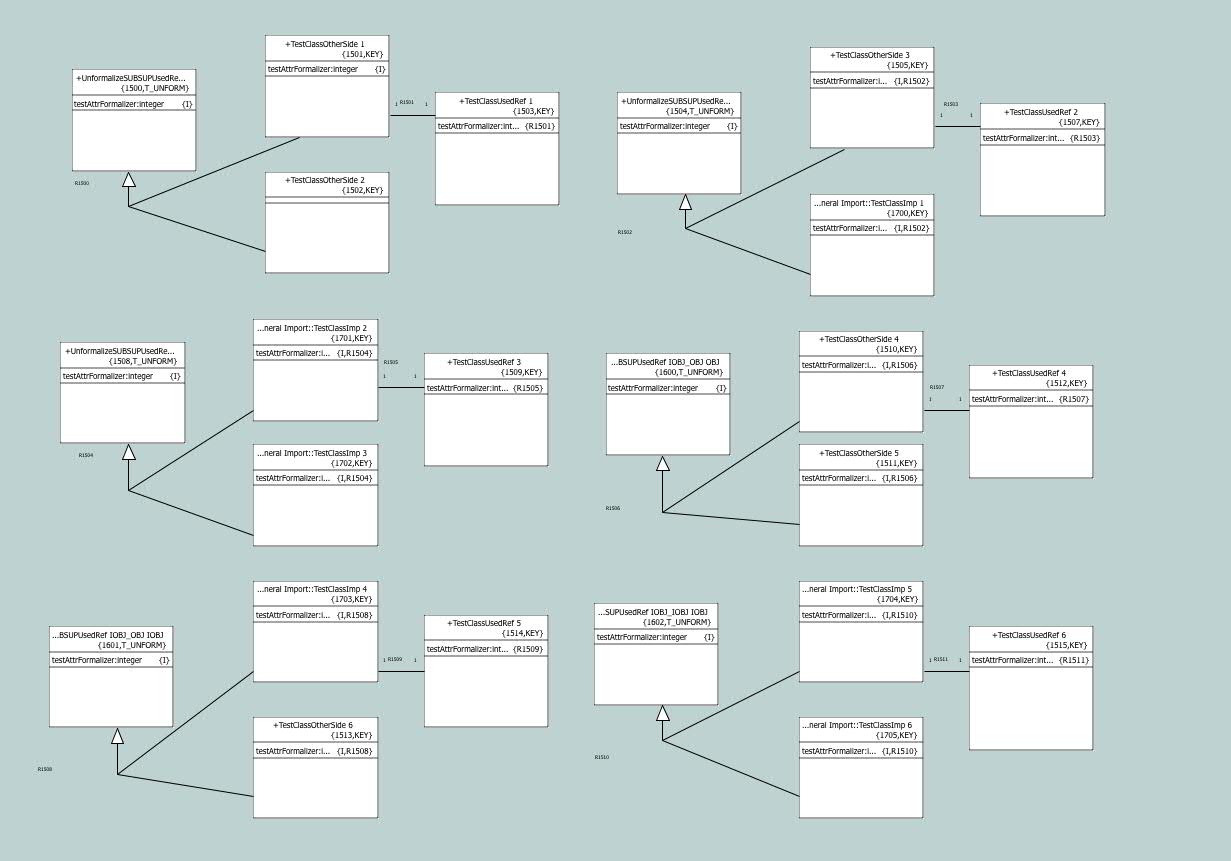 +UnformalizeSUBSUPUsedRe...
{1500,T_UNFORM}
testAttrFormalizer:integer {I}
R1500
+TestClassOtherSide 1
{1501,KEY}
testAttrFormalizer:integer {I}
+TestClassOtherSide 2
{1502,KEY}
1 R1501 1
+TestClassUsedRef 1
{1503,KEY}
testAttrFormalizer:int... {R1501}
+UnformalizeSUBSUPUsedRe...
{1504,T_UNFORM}
testAttrFormalizer:integer {I}
R1502
+TestClassOtherSide 3
{1505,KEY}
testAttrFormalizer:i... {I,R1502}
...neral Import::TestClassImp 1
{1700,KEY}
testAttrFormalizer:i... {I,R1502}
R1503
1 1
+TestClassUsedRef 2
{1507,KEY}
testAttrFormalizer:int... {R1503}
+UnformalizeSUBSUPUsedRe...
{1508,T_UNFORM}
testAttrFormalizer:integer {I}
R1504
...neral Import::TestClassImp 2
{1701,KEY}
testAttrFormalizer:i... {I,R1504}
...neral Import::TestClassImp 3
{1702,KEY}
testAttrFormalizer:i... {I,R1504}
R1505
1 1
+TestClassUsedRef 3
{1509,KEY}
testAttrFormalizer:int... {R1505}
...BSUPUsedRef IOBJ_OBJ OBJ
{1600,T_UNFORM}
testAttrFormalizer:integer {I}
R1506
+TestClassOtherSide 4
{1510,KEY}
testAttrFormalizer:i... {I,R1506}
+TestClassOtherSide 5
{1511,KEY}
testAttrFormalizer:i... {I,R1506}
R1507
1 1
+TestClassUsedRef 4
{1512,KEY}
testAttrFormalizer:int... {R1507}
...BSUPUsedRef IOBJ_OBJ IOBJ
{1601,T_UNFORM}
testAttrFormalizer:integer {I}
R1508
...neral Import::TestClassImp 4
{1703,KEY}
testAttrFormalizer:i... {I,R1508}
+TestClassOtherSide 6
{1513,KEY}
testAttrFormalizer:i... {I,R1508}
1 R1509 1
+TestClassUsedRef 5
{1514,KEY}
testAttrFormalizer:int... {R1509}
...SUPUsedRef IOBJ_IOBJ IOBJ
{1602,T_UNFORM}
testAttrFormalizer:integer {I}
R1510
...neral Import::TestClassImp 5
{1704,KEY}
testAttrFormalizer:i... {I,R1510}
...neral Import::TestClassImp 6
{1705,KEY}
testAttrFormalizer:i... {I,R1510}
1 R1511 1
+TestClassUsedRef 6
{1515,KEY}
testAttrFormalizer:int... {R1511}